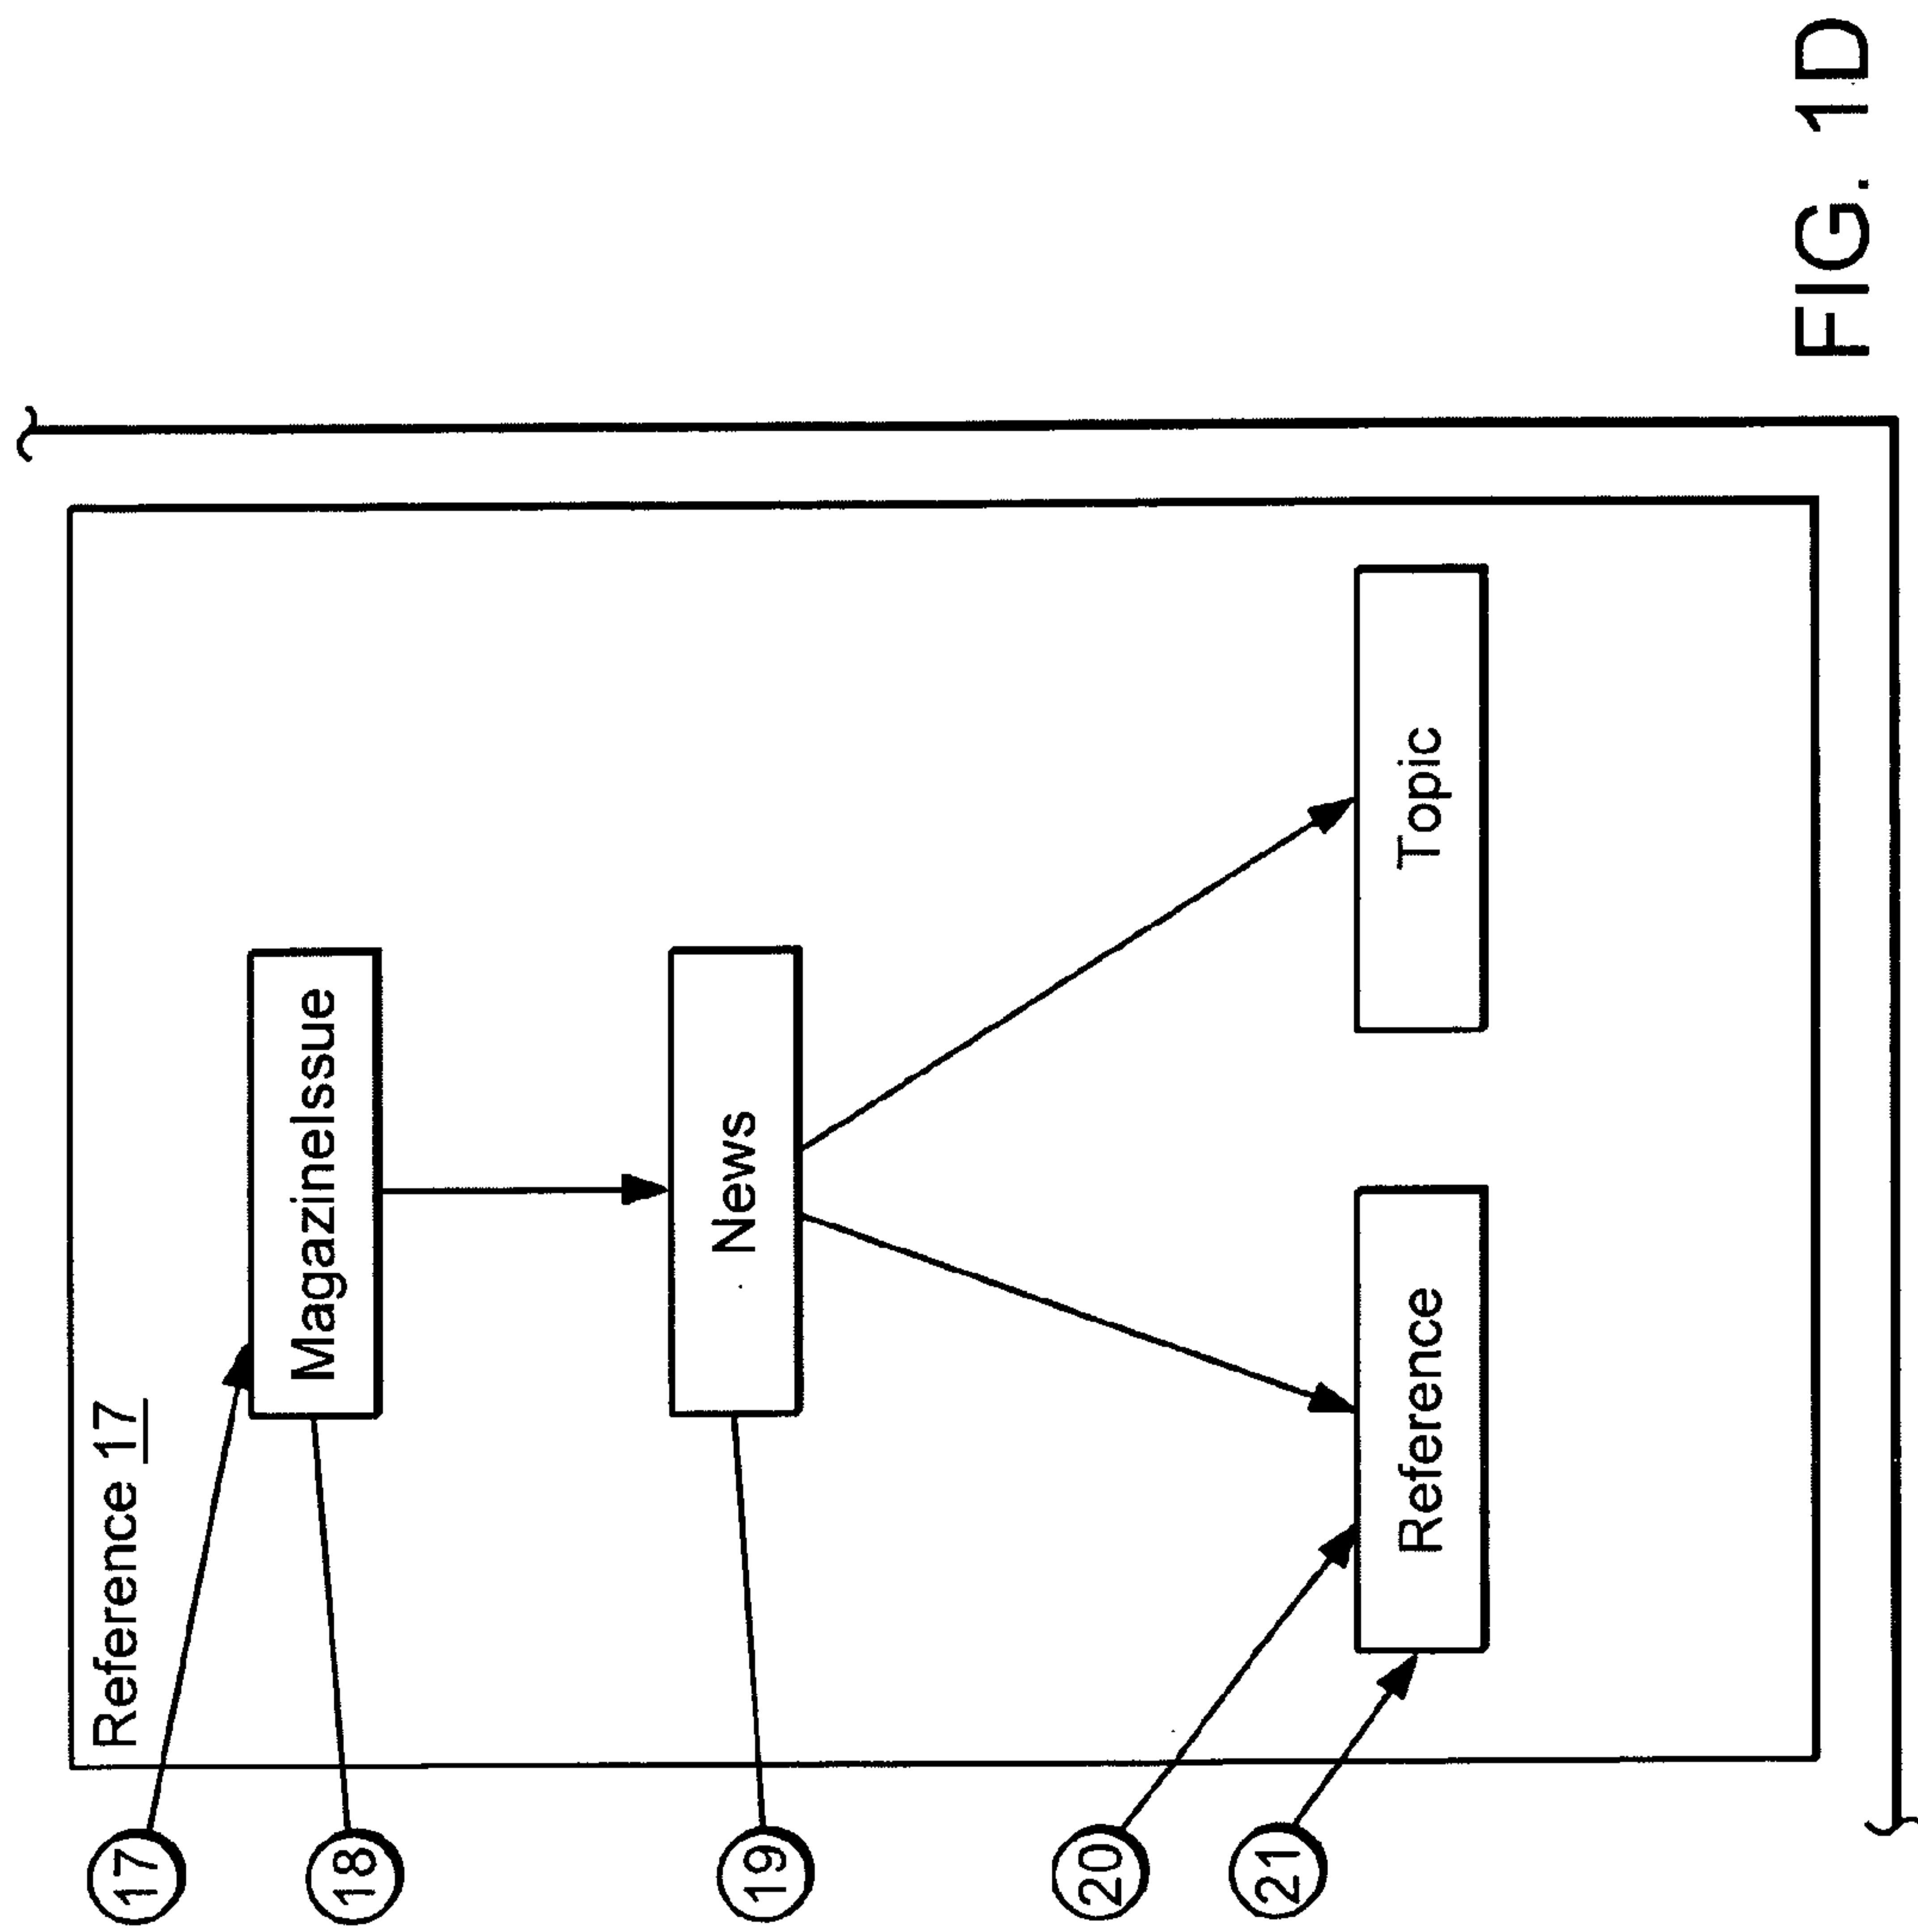 Reference 17
17
MagazineIssue
18
News
19
Reference
Topic
20
21
FIG. 1D